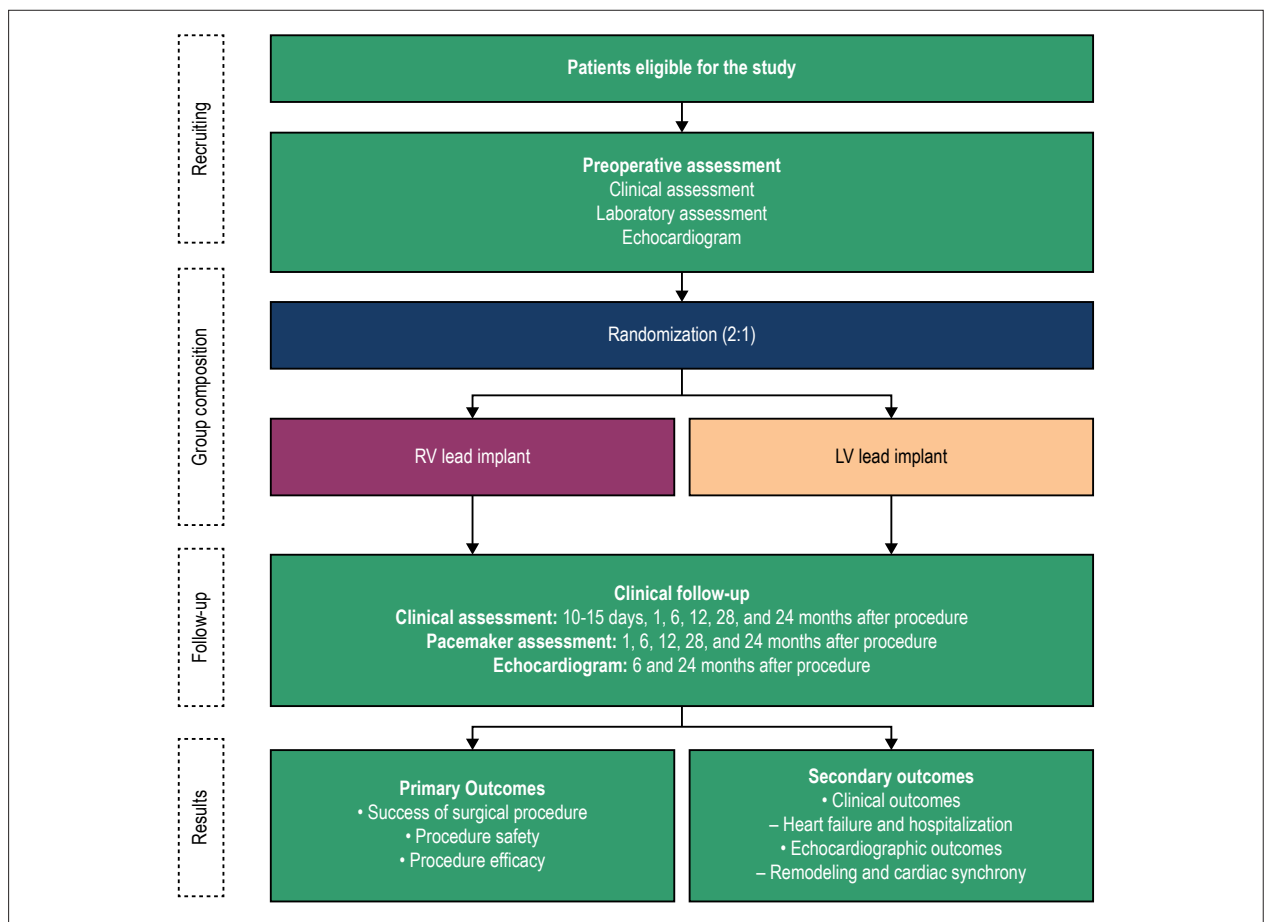 Recruiting
Patients eligible for the study
Preoperative assessment
Clinical assessment
Laboratory assessment
Echocardiogram
Group composition
Randomization (2:1)
RV lead implant
LV lead implant
Follow-up
Clinical follow-up
Clinical assessment: 10-15 days, 1, 6, 12, 28, and 24 months after procedure
Pacemaker assessment: 1, 6, 12, 28, and 24 months after procedure
Echocardiogram: 6 and 24 months after procedure
Results
Primary Outcomes
• Success of surgical procedure
• Procedure safety
• Procedure efficacy
Secondary outcomes
• Clinical outcomes
– Heart failure and hospitalization
• Echocardiographic outcomes
– Remodeling and cardiac synchrony